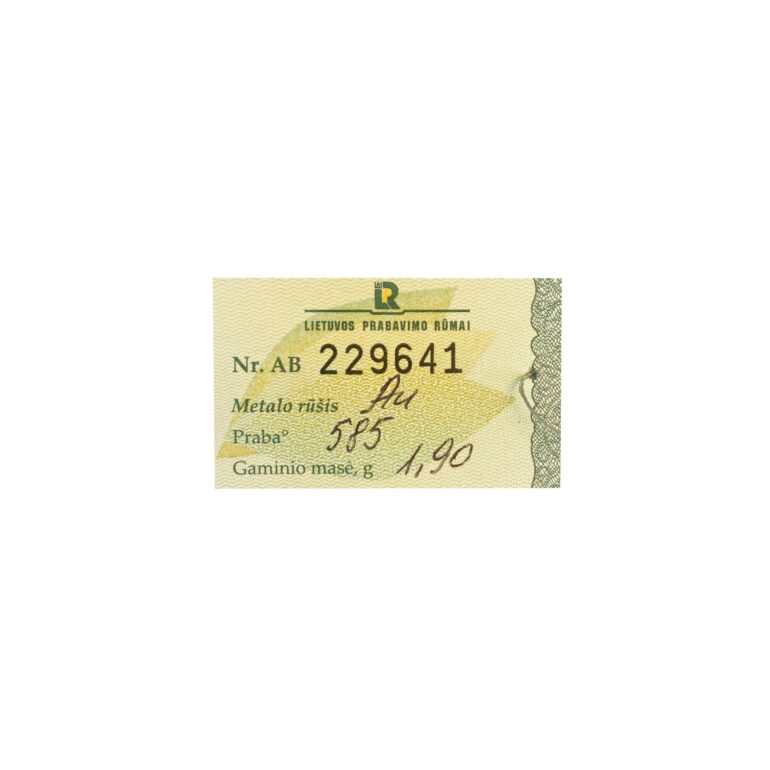 LR
LIETUVOS PRABAVIMO RŪMAI
Nr. AB 229641
Metalo rūšis Au
Praba° 585
Gaminio masė, g 1,90